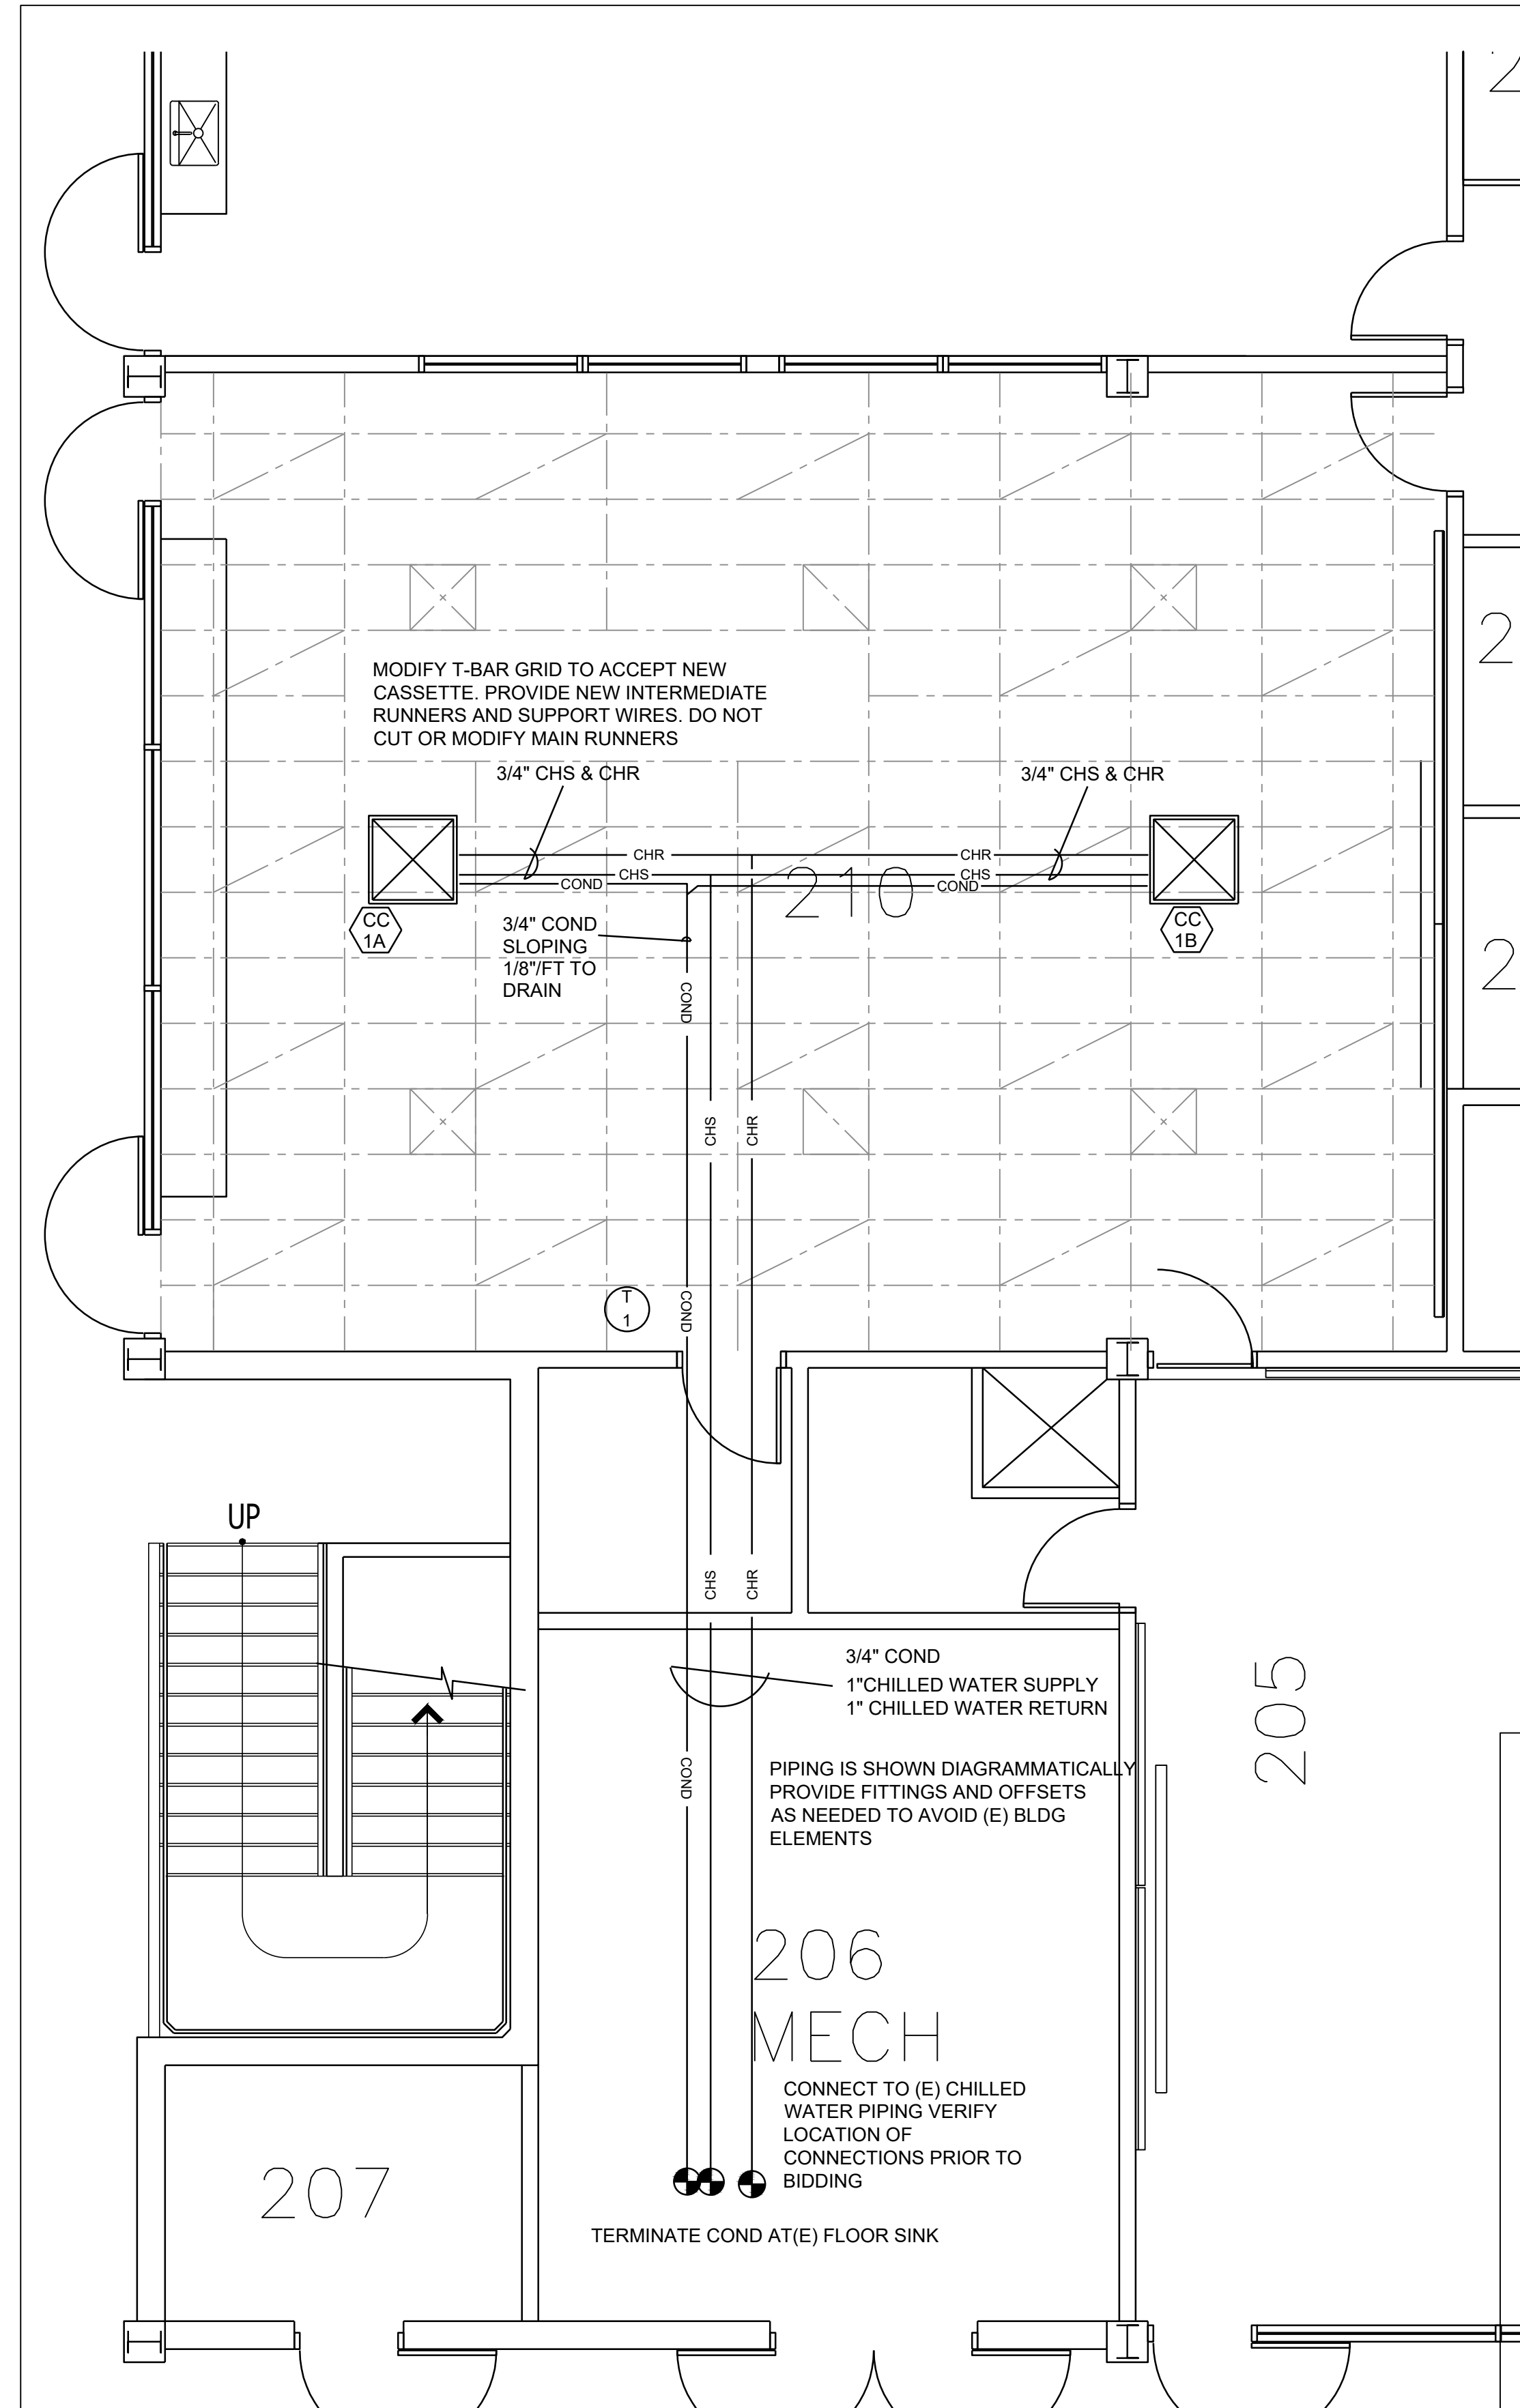 MODIFY T-BAR GRID TO ACCEPT NEW
CASSETTE. PROVIDE NEW INTERMEDIATE
RUNNERS AND SUPPORT WIRES. DO NOT
CUT OR MODIFY MAIN RUNNERS
3/4" CHS & CHR
3/4" CHS & CHR
CHR
CHR
CHS
CHS
COND
COND
210
CC
1A
CC
1B
3/4" COND
SLOPING
1/8"/FT TO
DRAIN
COND
CHS
CHR
COND
T
1
UP
CHS
CHR
3/4" COND
1"CHILLED WATER SUPPLY
1" CHILLED WATER RETURN
205
COND
PIPING IS SHOWN DIAGRAMMATICALLY
PROVIDE FITTINGS AND OFFSETS
AS NEEDED TO AVOID (E) BLDG
ELEMENTS
206
MECH
CONNECT TO (E) CHILLED
WATER PIPING VERIFY
LOCATION OF
CONNECTIONS PRIOR TO
BIDDING
207
TERMINATE COND AT(E) FLOOR SINK